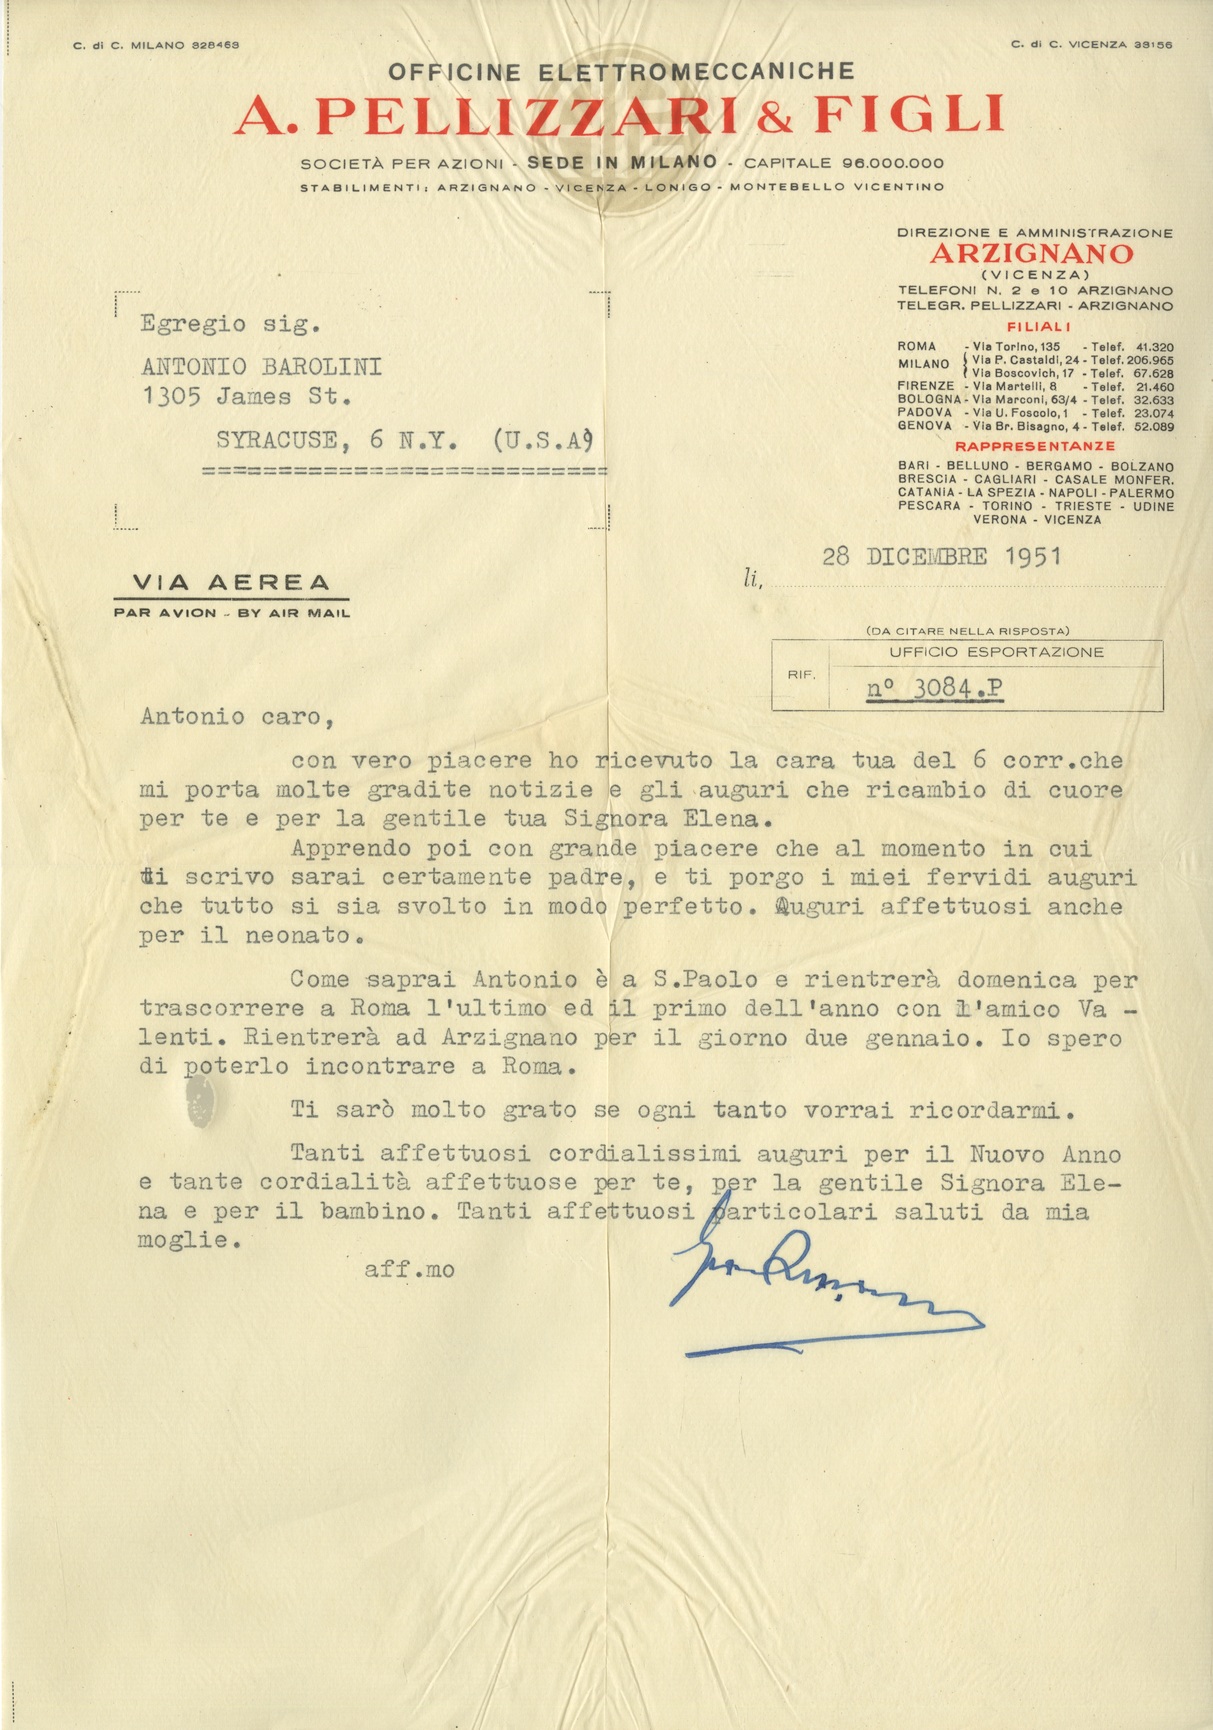 C. di C. MILANO 328463
C. di C. VICENZA 33156
OFFICINE ELETTROMECCANICHE
A. PELLIZZARI & FIGLI
SOCIETÀ PER AZIONI - SEDE IN MILANO - CAPITALE 96.000.000
STABILIMENTI: ARZIGNANO - VICENZA - LONIGO - MONTEBELLO VICENTINO
DIREZIONE E AMMINISTRAZIONE
ARZIGNANO
(VICENZA)
TELEFONI N. 2 e 10 ARZIGNANO
TELEGR. PELLIZZARI - ARZIGNANO
FILIALI
ROMA - Via Torino, 135 - Telef. 41.320
MILANO { Via P. Castaldi, 24 - Telef. 206.965
Via Boscovich, 17 - Telef. 67.628
FIRENZE - Via Martelli, 8 - Telef. 21.460
BOLOGNA - Via Marconi, 63/4 - Telef. 32.633
PADOVA - Via U. Foscolo, 1 - Telef. 23.074
GENOVA - Via Br. Bisagno, 4 - Telef. 52.089
RAPPRESENTANZE
BARI - BELLUNO - BERGAMO - BOLZANO
BRESCIA - CAGLIARI - CASALE MONFER.
CATANIA - LA SPEZIA - NAPOLI - PALERMO
PESCARA - TORINO - TRIESTE - UDINE
VERONA - VICENZA
Egregio sig.
ANTONIO BAROLINI
1305 James St.
SYRACUSE, 6 N.Y. (U.S.A)
VIA AEREA
PAR AVION - BY AIR MAIL
li, 28 DICEMBRE 1951
(DA CITARE NELLA RISPOSTA)
RIF. UFFICIO ESPORTAZIONE
n° 3084.P
Antonio caro,
con vero piacere ho ricevuto la cara tua del 6 corr.che
mi porta molte gradite notizie e gli auguri che ricambio di cuore
per te e per la gentile tua Signora Elena.
Apprendo poi con grande piacere che al momento in cui
ti scrivo sarai certamente padre, e ti porgo i miei fervidi auguri
che tutto si sia svolto in modo perfetto. Auguri affettuosi anche
per il neonato.
Come saprai Antonio è a S.Paolo e rientrerà domenica per
trascorrere a Roma l'ultimo ed il primo dell'anno con l'amico Va -
lenti. Rientrerà ad Arzignano per il giorno due gennaio. Io spero
di poterlo incontrare a Roma.
Ti sarò molto grato se ogni tanto vorrai ricordarmi.
Tanti affettuosi cordialissimi auguri per il Nuovo Anno
e tante cordialità affettuose per te, per la gentile Signora Ele-
na e per il bambino. Tanti affettuosi particolari saluti da mia
moglie.
aff.mo